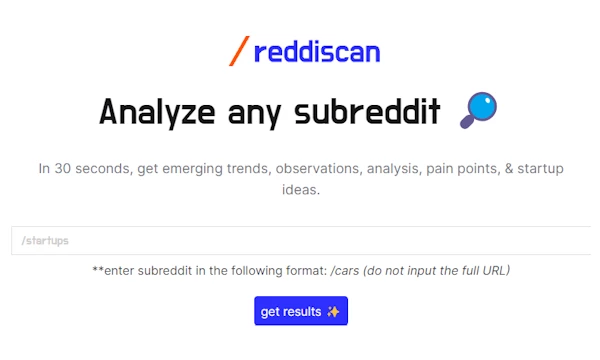 /reddiscan
Analyze any subreddit
In 30 seconds, get emerging trends, observations, analysis, pain points, & startup
ideas.
/startups
**enter subreddit in the following format: /cars (do not input the full URL)
get results ✨